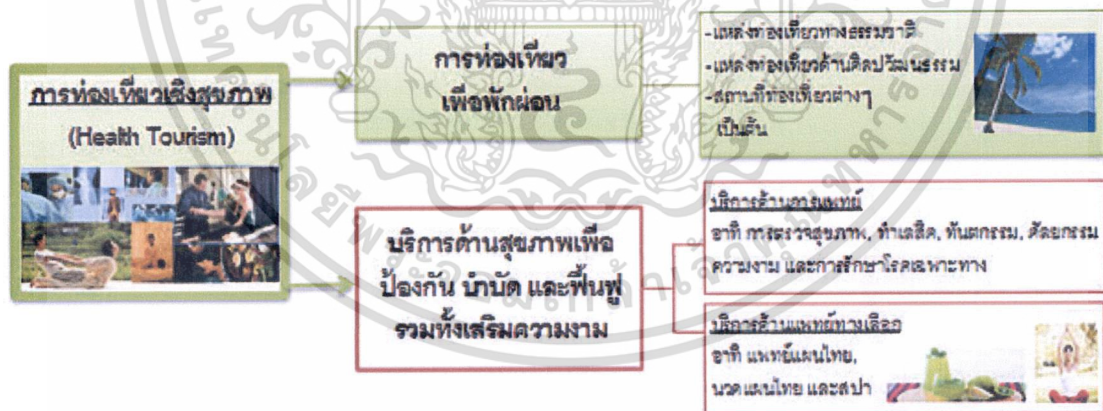 การท่องเที่ยวเชิงสุขภาพ
(Health Tourism)
การท่องเที่ยว
เพื่อพักผ่อน
-แหล่งท่องเที่ยวทางธรรมชาติ
-แหล่งท่องเที่ยวด้านศิลปวัฒนธรรม
-สถานที่ท่องเที่ยวต่างๆ
เป็นต้น
บริการด้านสุขภาพเพื่อ
ป้องกัน บำบัด และฟื้นฟู
รวมทั้งเสริมความงาม
บริการด้านการแพทย์
อาทิ การตรวจสุขภาพ, ทำเลสิค, ทันตกรรม, ศัลยกรรม
ความงาม และการรักษาโรคเฉพาะทาง
บริการด้านแพทย์ทางเลือก
อาทิ แพทย์แผนไทย,
นวดแผนไทย และสปา